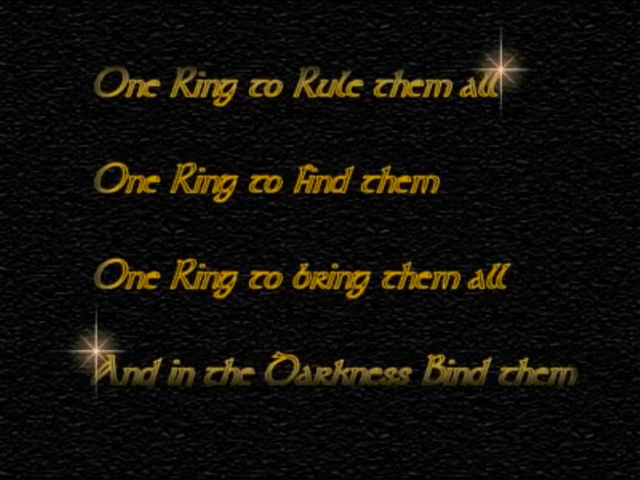 One Ring to Rule them all
One Ring to find them
One Ring to bring them all
And in the Darkness Bind them